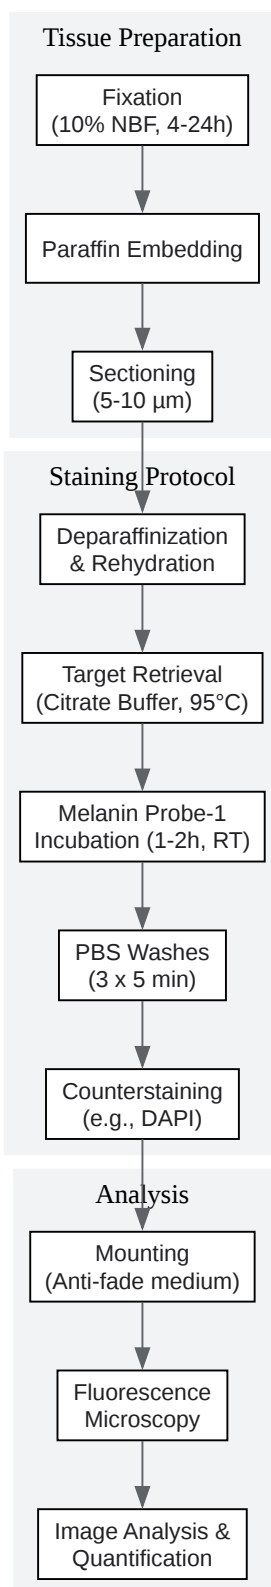 Tissue Preparation
Fixation
(10% NBF, 4-24h)
Paraffin Embedding
Sectioning
(5-10 µm)
Staining Protocol
Deparaffinization
& Rehydration
Target Retrieval
(Citrate Buffer, 95°C)
Melanin Probe-1
Incubation (1-2h, RT)
PBS Washes
(3 x 5 min)
Counterstaining
(e.g., DAPI)
Analysis
Mounting
(Anti-fade medium)
Fluorescence
Microscopy
Image Analysis &
Quantification